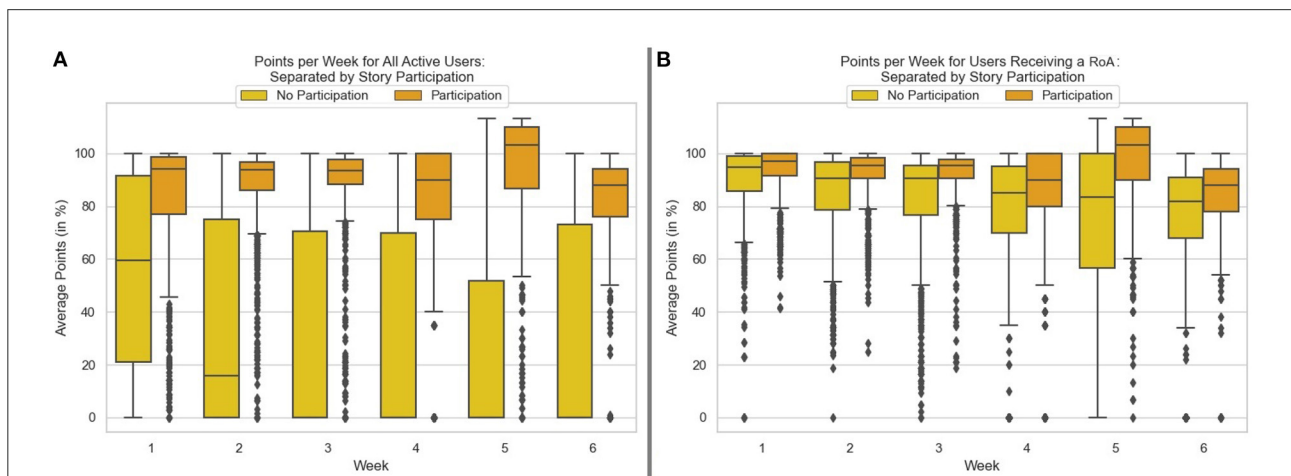 A
Points per Week for All Active Users:
Separated by Story Participation
No Participation
Participation
Average Points (in %)
100
80
60
40
20
0
1 2 3 4 5 6
Week
B
Points per Week for Users Receiving a RoA:
Separated by Story Participation
No Participation
Participation
Average Points (in %)
100
80
60
40
20
0
1 2 3 4 5 6
Week